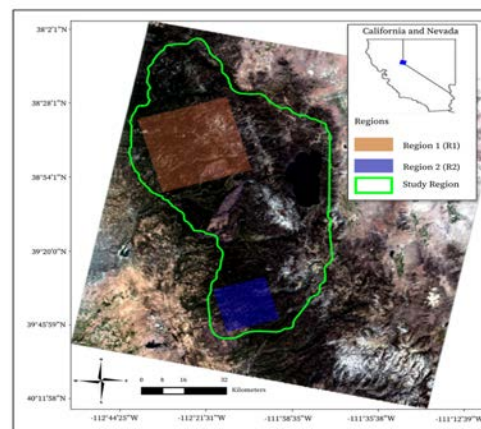 California and Nevada
Regions
Region 1 (R1)
Region 2 (R2)
Study Region
38°2'1"N
38°28'1"N
38°54'1"N
39°20'0"N
39°45'59"N
40°11'58"N
0 8 16 32
Kilometers
-112°44'25"W -112°21'31"W -111°58'35"W -111°35'38"W -111°12'39"W